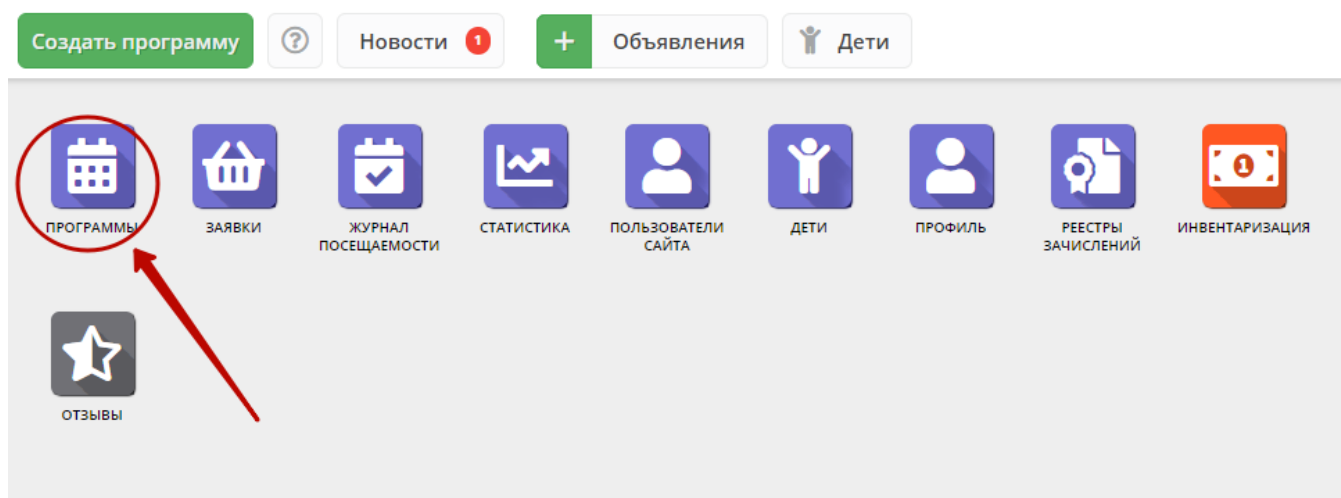 Создать программу
?
Новости 1
+ Объявления
Дети
ПРОГРАММЫ
ЗАЯВКИ
ЖУРНАЛ
ПОСЕЩАЕМОСТИ
СТАТИСТИКА
ПОЛЬЗОВАТЕЛИ
САЙТА
ДЕТИ
ПРОФИЛЬ
РЕЕСТРЫ
ЗАЧИСЛЕНИЙ
1
ИНВЕНТАРИЗАЦИЯ
ОТЗЫВЫ